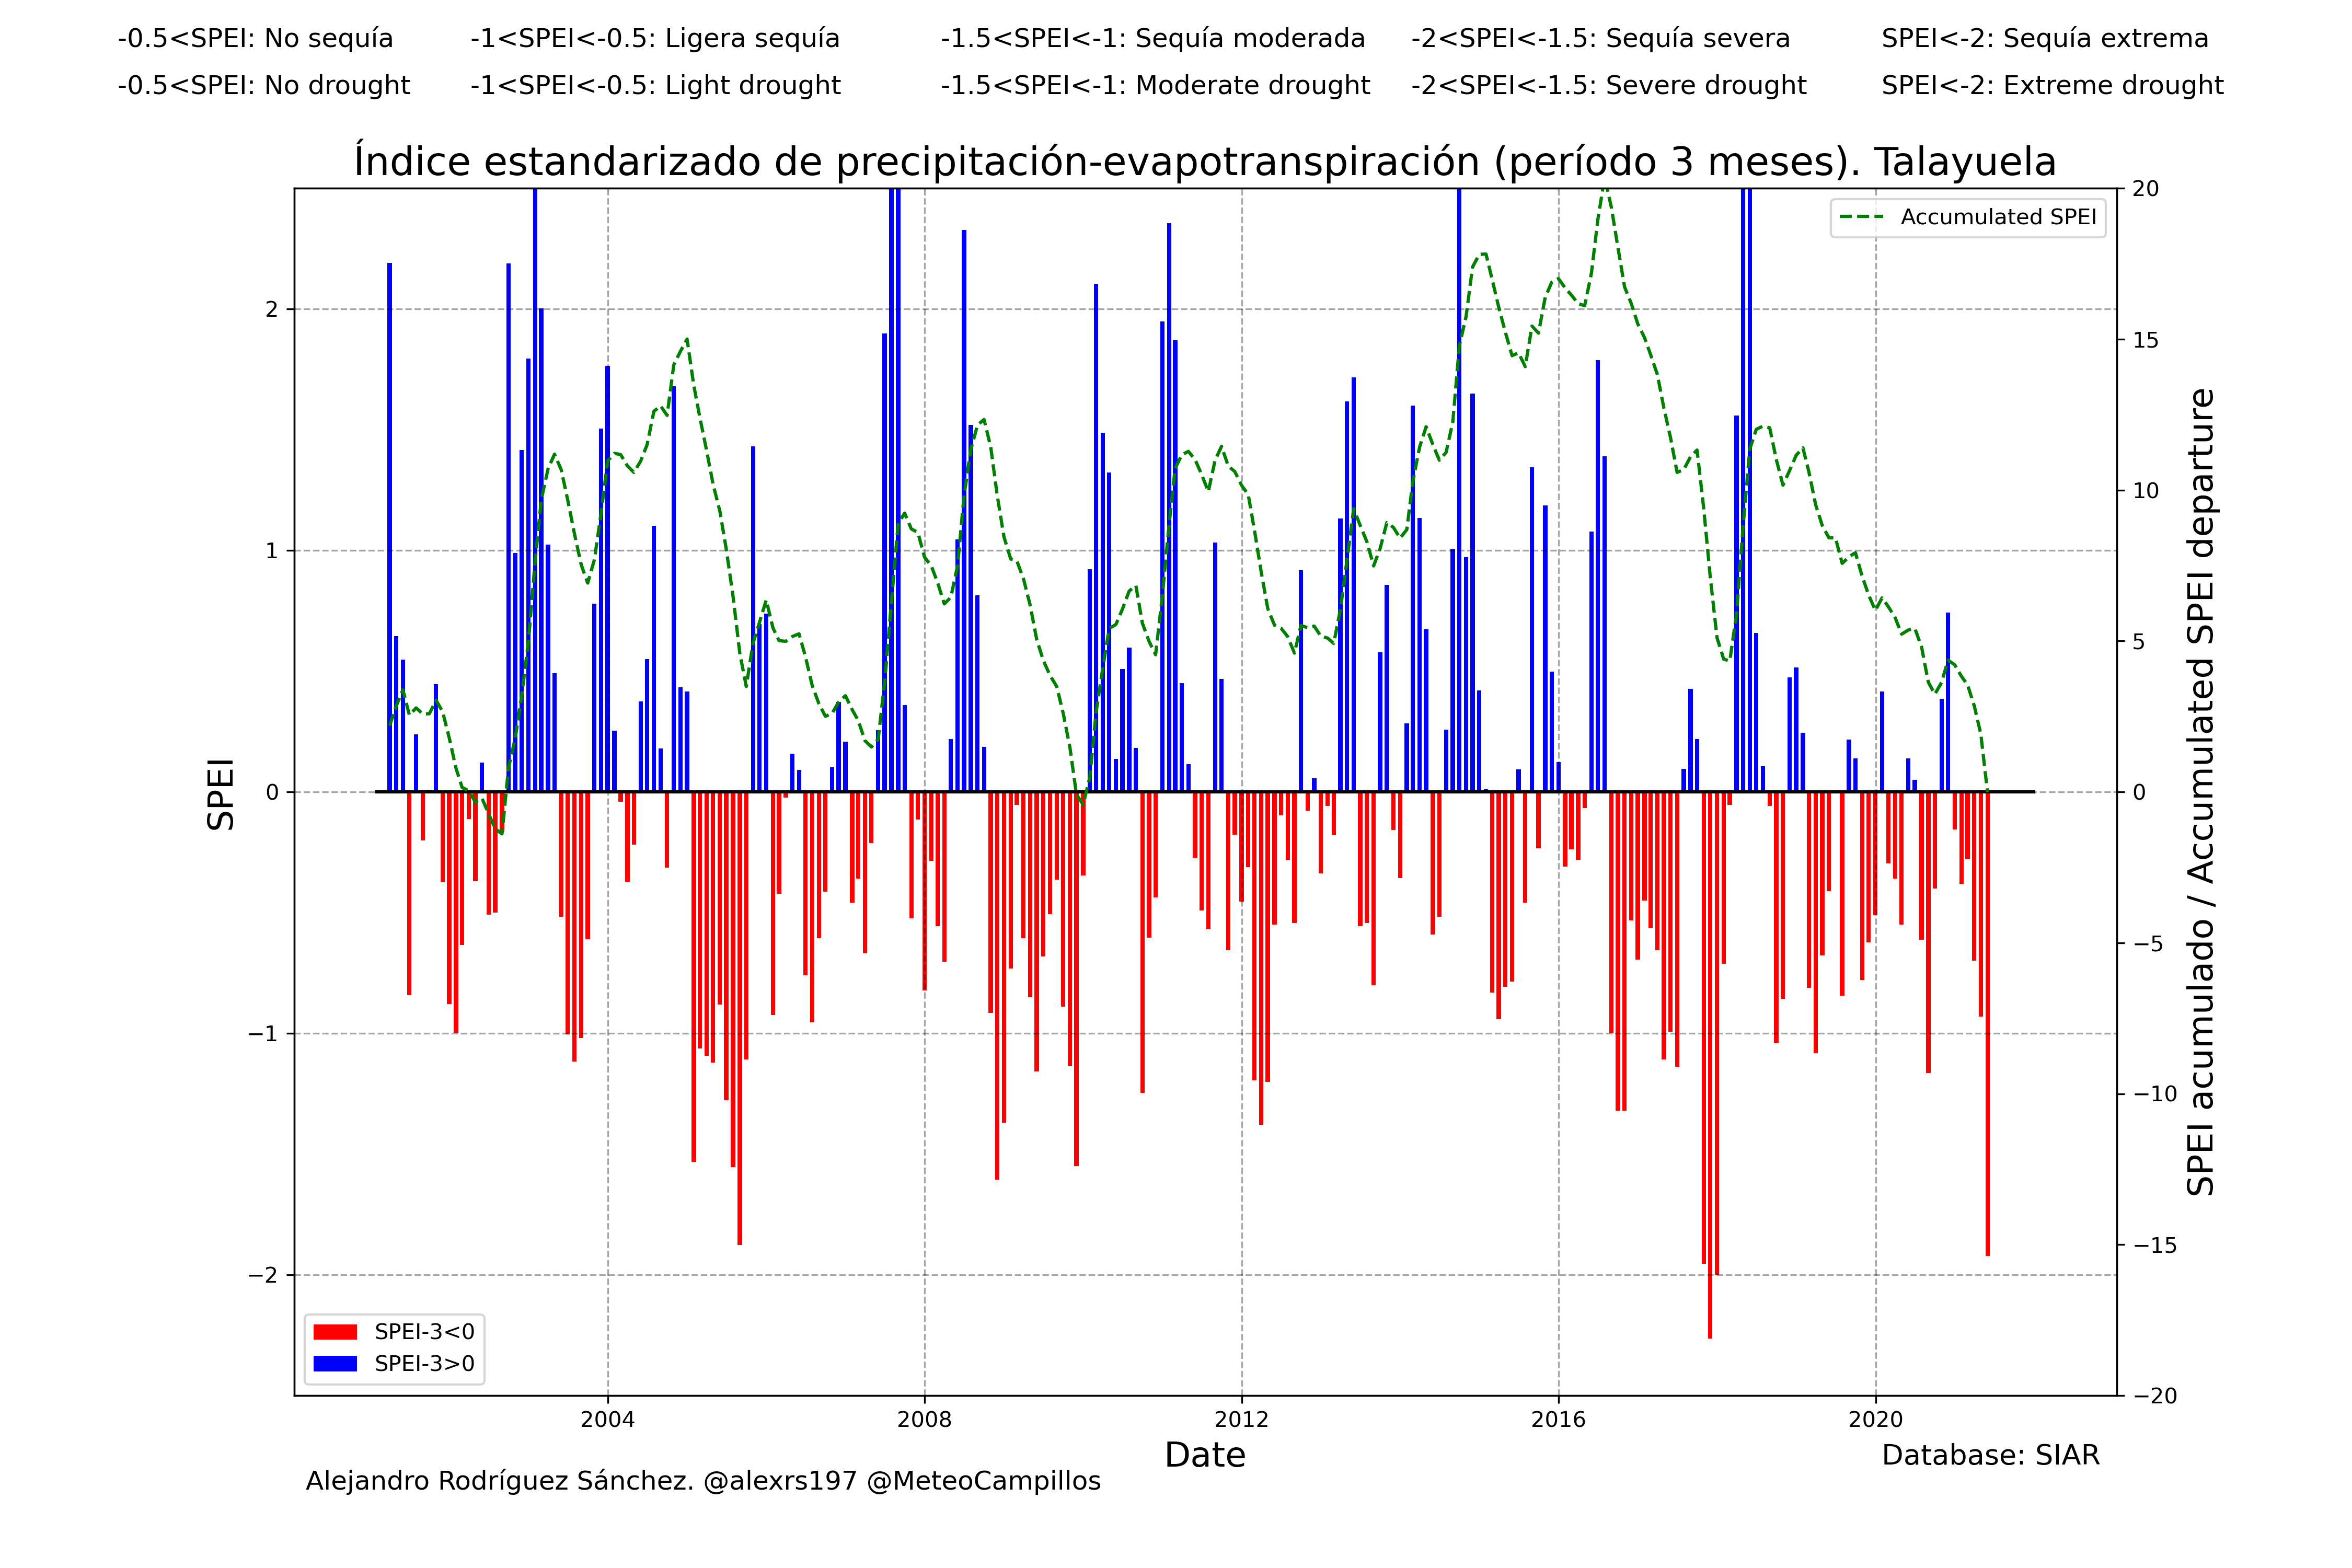 -0.5<SPEI: No sequía -1<SPEI<-0.5: Ligera sequía -1.5<SPEI<-1: Sequía moderada -2<SPEI<-1.5: Sequía severa SPEI<-2: Sequía extrema
-0.5<SPEI: No drought -1<SPEI<-0.5: Light drought -1.5<SPEI<-1: Moderate drought -2<SPEI<-1.5: Severe drought SPEI<-2: Extreme drought
Índice estandarizado de precipitación-evapotranspiración (período 3 meses). Talayuela
Accumulated SPEI
SPEI
2
1
0
−1
−2
20
15
10
5
0
−5
−10
−15
−20
SPEI acumulado / Accumulated SPEI departure
SPEI-3<0
SPEI-3>0
2004 2008 2012 2016 2020
Date
Database: SIAR
Alejandro Rodríguez Sánchez. @alexrs197 @MeteoCampillos